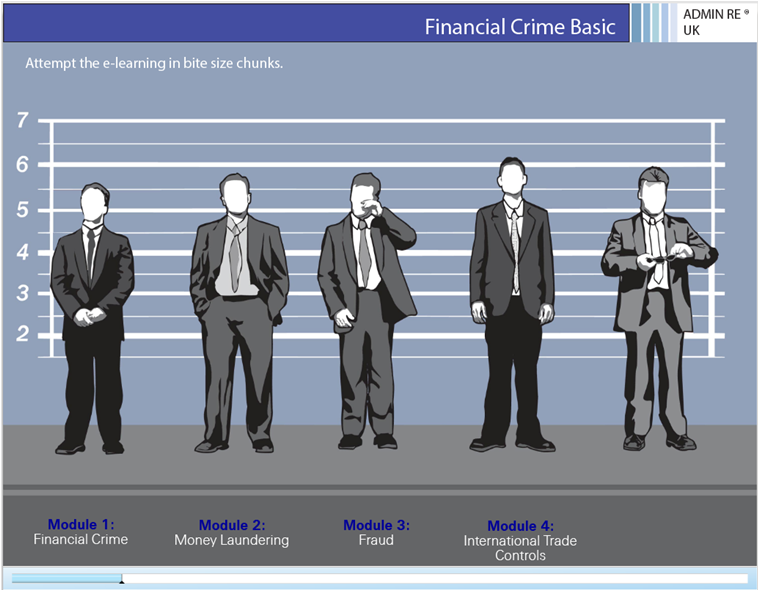 Financial Crime Basic
ADMIN RE ®
UK
Attempt the e-learning in bite size chunks.
7
6
5
4
3
2
Module 1:
Financial Crime
Module 2:
Money Laundering
Module 3:
Fraud
Module 4:
International Trade
Controls